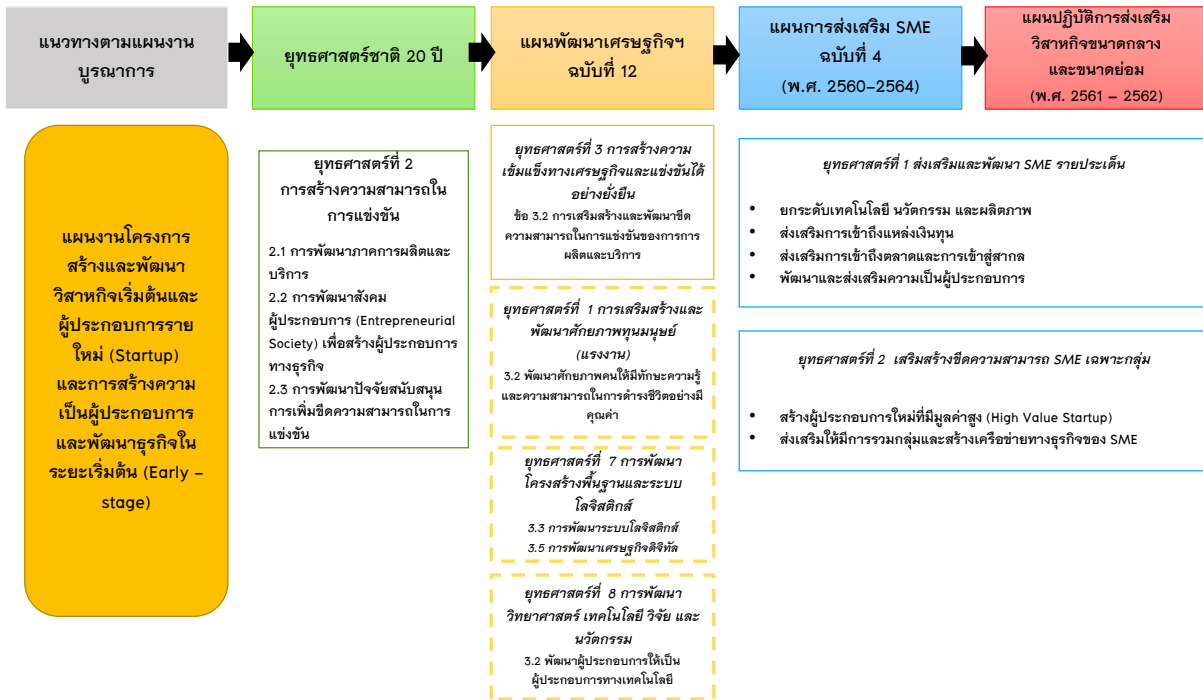 แนวทางตามแผนงาน
บูรณาการ
ยุทธศาสตร์ชาติ 20 ปี
แผนพัฒนาเศรษฐกิจฯ
ฉบับที่ 12
แผนการส่งเสริม SME
ฉบับที่ 4
(พ.ศ. 2560-2564)
แผนปฏิบัติการส่งเสริม
วิสาหกิจขนาดกลาง
และขนาดย่อม
(พ.ศ. 2561 – 2562)
แผนงานโครงการ
สร้างและพัฒนา
วิสาหกิจเริ่มต้นและ
ผู้ประกอบการราย
ใหม่ (Startup)
และการสร้างความ
เป็นผู้ประกอบการ
และพัฒนาธุรกิจใน
ระยะเริ่มต้น (Early –
stage)
ยุทธศาสตร์ที่ 2
การสร้างความสามารถใน
การแข่งขัน
2.1 การพัฒนาภาคการผลิตและ
บริการ
2.2 การพัฒนาสังคม
ผู้ประกอบการ (Entrepreneurial
Society) เพื่อสร้างผู้ประกอบการ
ทางธุรกิจ
2.3 การพัฒนาปัจจัยสนับสนุน
การเพิ่มขีดความสามารถในการ
แข่งขัน
ยุทธศาสตร์ที่ 3 การสร้างความ
เข้มแข็งทางเศรษฐกิจและแข่งขันได้
อย่างยั่งยืน
ข้อ 3.2 การเสริมสร้างและพัฒนาขีด
ความสามารถในการแข่งขันของการการ
ผลิตและบริการ
ยุทธศาสตร์ที่ 1 การเสริมสร้างและ
พัฒนาศักยภาพทุนมนุษย์
(แรงงาน)
3.2 พัฒนาศักยภาพคนให้มีทักษะความรู้
และความสามารถในการดำรงชีวิตอย่างมี
คุณค่า
ยุทธศาสตร์ที่ 7 การพัฒนา
โครงสร้างพื้นฐานและระบบ
โลจิสติกส์
3.3 การพัฒนาระบบโลจิสติกส์
3.5 การพัฒนาเศรษฐกิจดิจิทัล
ยุทธศาสตร์ที่ 8 การพัฒนา
วิทยาศาสตร์ เทคโนโลยี วิจัย และ
นวัตกรรม
3.2 พัฒนาผู้ประกอบการให้เป็น
ผู้ประกอบการทางเทคโนโลยี
ยุทธศาสตร์ที่ 1 ส่งเสริมและพัฒนา SME รายประเด็น
• ยกระดับเทคโนโลยี นวัตกรรม และผลิตภาพ
• ส่งเสริมการเข้าถึงแหล่งเงินทุน
• ส่งเสริมการเข้าถึงตลาดและการเข้าสู่สากล
• พัฒนาและส่งเสริมความเป็นผู้ประกอบการ
ยุทธศาสตร์ที่ 2 เสริมสร้างขีดความสามารถ SME เฉพาะกลุ่ม
• สร้างผู้ประกอบการใหม่ที่มีมูลค่าสูง (High Value Startup)
• ส่งเสริมให้มีการรวมกลุ่มและสร้างเครือข่ายทางธุรกิจของ SME